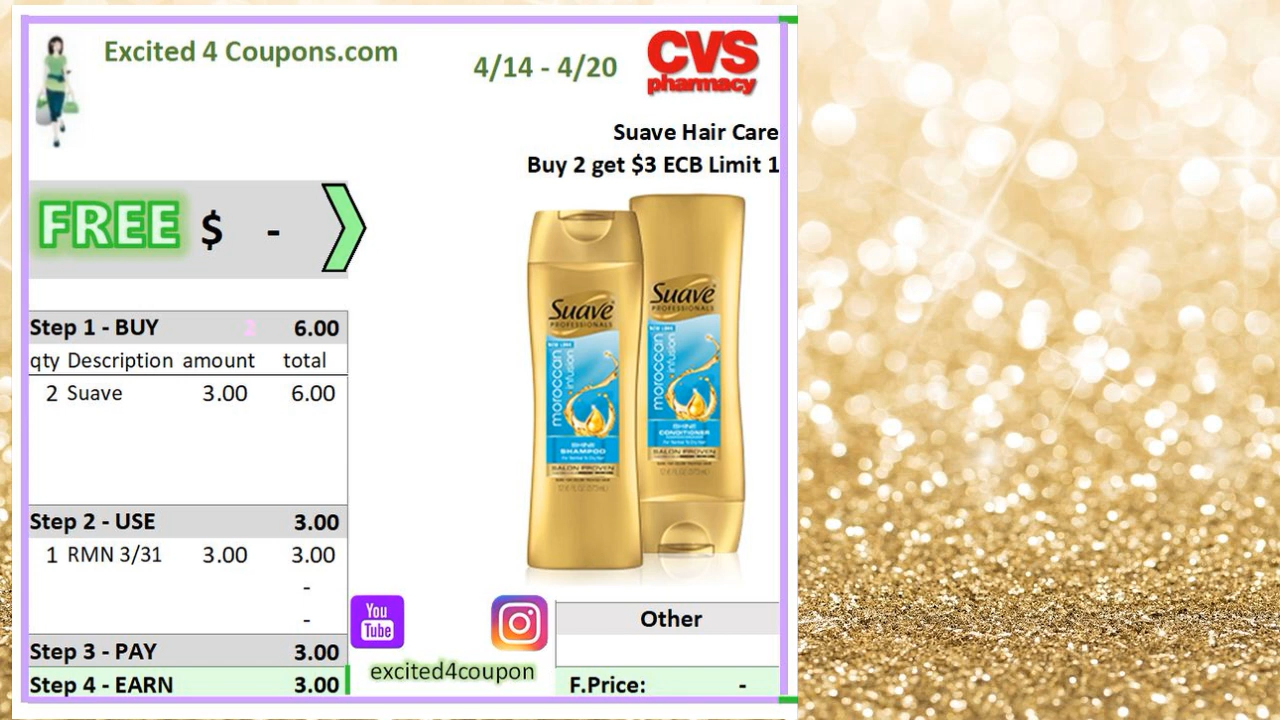 Excited 4 Coupons.com
4/14 - 4/20
CVS
pharmacy
Suave Hair Care
Buy 2 get $3 ECB Limit 1
FREE $ -
Step 1 - BUY 2 6.00
qty Description amount total
2 Suave 3.00 6.00
Step 2 - USE 3.00
1 RMN 3/31 3.00 3.00
-
-
Step 3 - PAY 3.00
Step 4 - EARN 3.00
Suave
PROFESSIONALS
moroccan
infusion
SHINE
SHAMPOO
SALON PROVEN
Suave
PROFESSIONALS
moroccan
infusion
SHINE
CONDITIONER
SALON PROVEN
You
Tube
excited4coupon
Other
F.Price: -